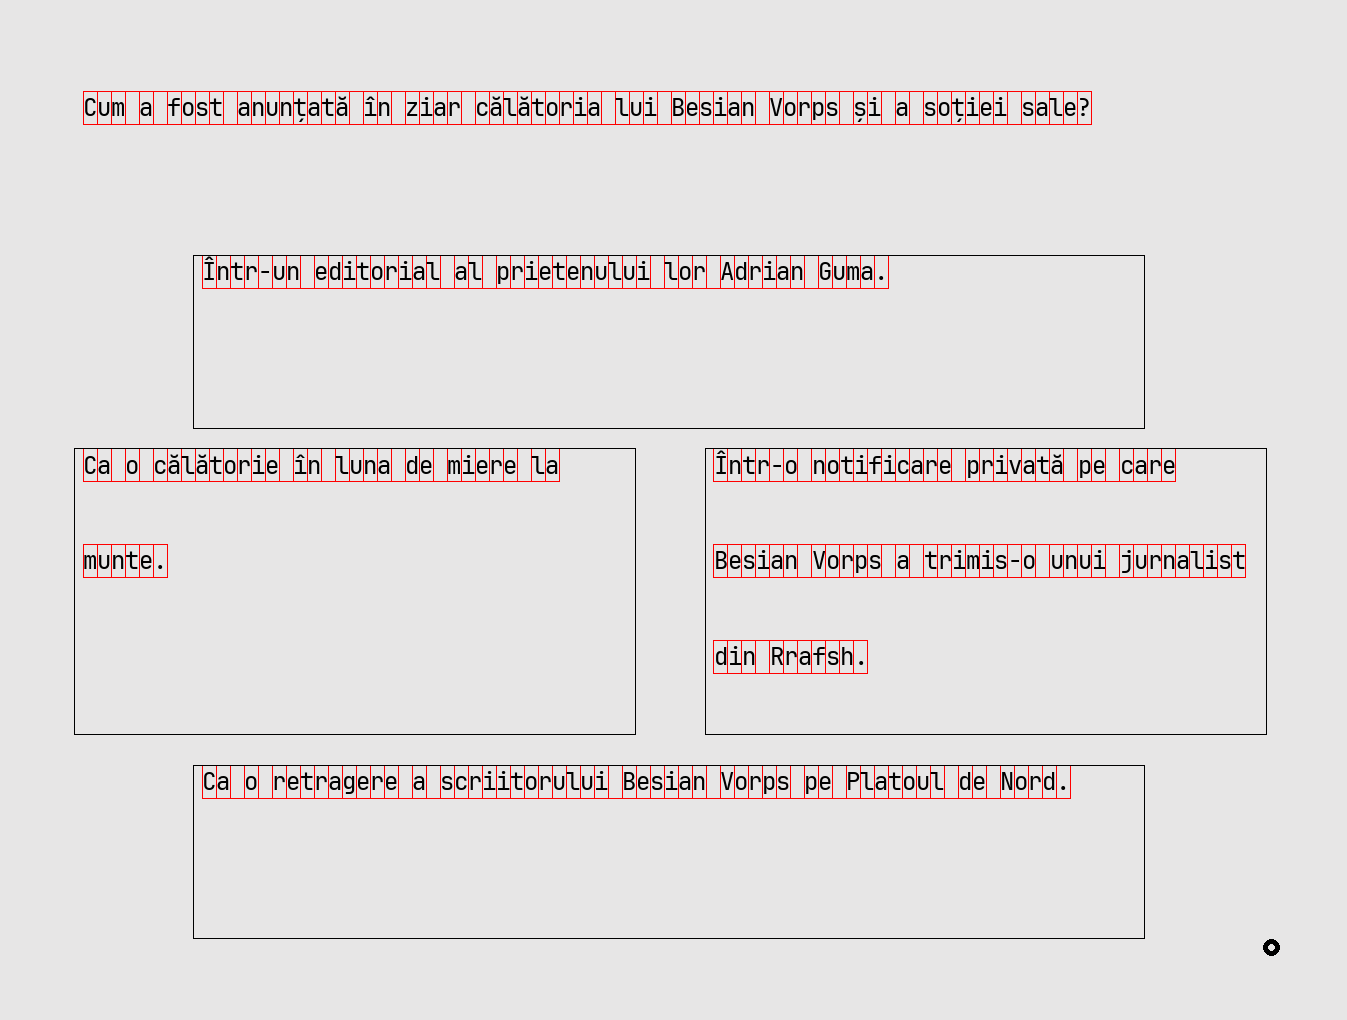 Cum a fost anunțată în ziar călătoria lui Besian Vorps și a soției sale?
Într-un editorial al prietenului lor Adrian Guma.
Ca o călătorie în luna de miere la
munte.
Într-o notificare privată pe care
Besian Vorps a trimis-o unui jurnalist
din Rrafsh.
Ca o retragere a scriitorului Besian Vorps pe Platoul de Nord.